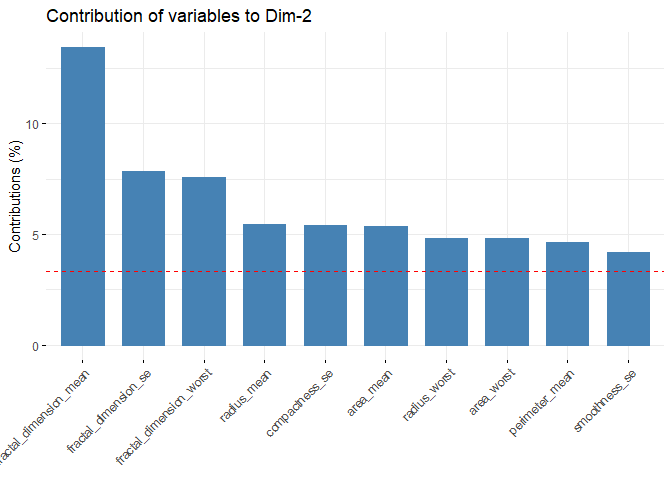 Contribution of variables to Dim-2
Contributions (%)
10
5
0
fractal_dimension_mean
fractal_dimension_se
fractal_dimension_worst
radius_mean
compactness_se
area_mean
radius_worst
area_worst
perimeter_mean
smoothness_se